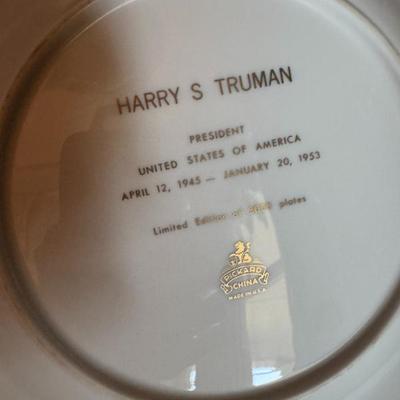 HARRY S TRUMAN
PRESIDENT
UNITED STATES OF AMERICA
APRIL 12, 1945 — JANUARY 20, 1953
Limited Edition of plates
PICKARD
CHINA
MADE IN U.S.A.